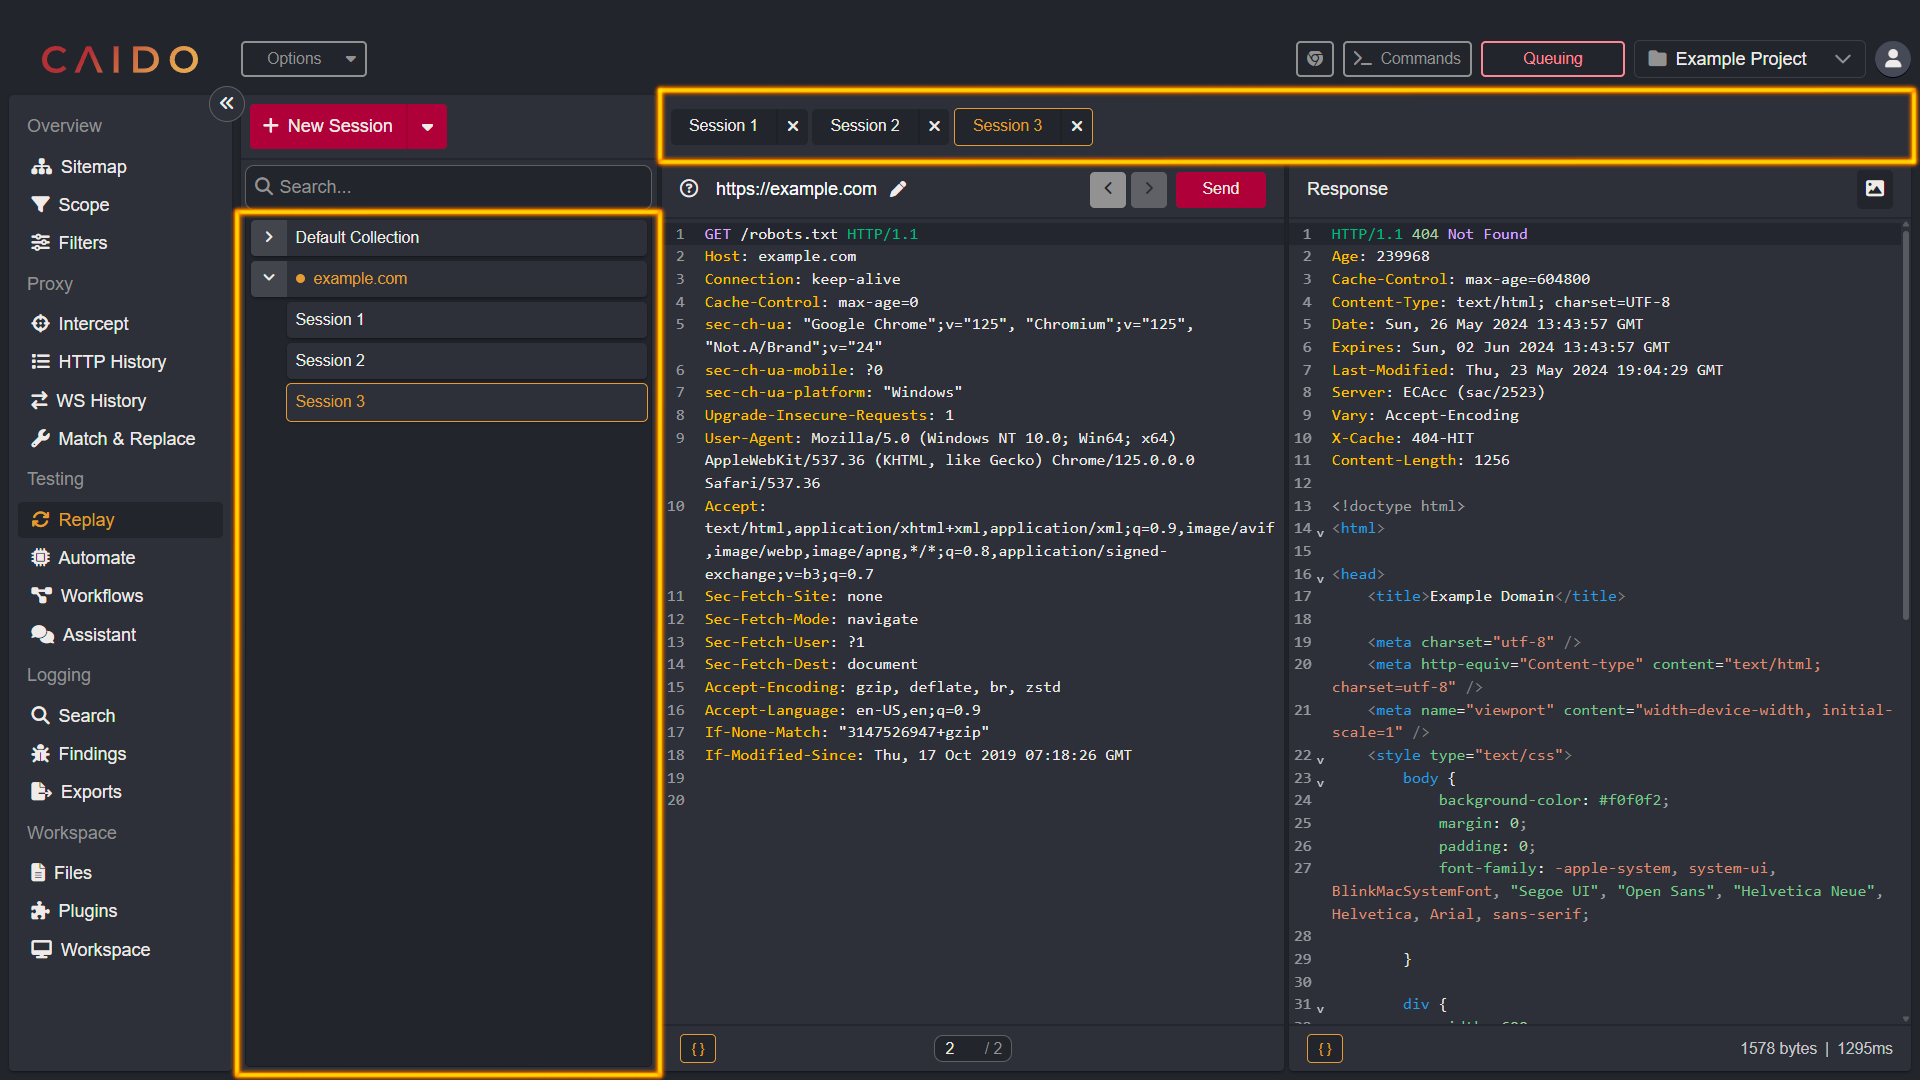 CAIDO
Options
Commands
Queuing
Example Project
Overview
Sitemap
Scope
Filters
Proxy
Intercept
HTTP History
WS History
Match & Replace
Testing
Replay
Automate
Workflows
Assistant
Logging
Search
Findings
Exports
Workspace
Files
Plugins
Workspace
+ New Session
Search...
Default Collection
example.com
Session 1
Session 2
Session 3
Session 1
Session 2
Session 3
https://example.com
Send
1 GET /robots.txt HTTP/1.1
2 Host: example.com
3 Connection: keep-alive
4 Cache-Control: max-age=0
5 sec-ch-ua: "Google Chrome";v="125", "Chromium";v="125",
"Not.A/Brand";v="24"
6 sec-ch-ua-mobile: ?0
7 sec-ch-ua-platform: "Windows"
8 Upgrade-Insecure-Requests: 1
9 User-Agent: Mozilla/5.0 (Windows NT 10.0; Win64; x64)
AppleWebKit/537.36 (KHTML, like Gecko) Chrome/125.0.0.0
Safari/537.36
10 Accept:
text/html,application/xhtml+xml,application/xml;q=0.9,image/avif
,image/webp,image/apng,*/*;q=0.8,application/signed-
exchange;v=b3;q=0.7
11 Sec-Fetch-Site: none
12 Sec-Fetch-Mode: navigate
13 Sec-Fetch-User: ?1
14 Sec-Fetch-Dest: document
15 Accept-Encoding: gzip, deflate, br, zstd
16 Accept-Language: en-US,en;q=0.9
17 If-None-Match: "3147526947+gzip"
18 If-Modified-Since: Thu, 17 Oct 2019 07:18:26 GMT
19
20
{}
2 / 2
Response
1 HTTP/1.1 404 Not Found
2 Age: 239968
3 Cache-Control: max-age=604800
4 Content-Type: text/html; charset=UTF-8
5 Date: Sun, 26 May 2024 13:43:57 GMT
6 Expires: Sun, 02 Jun 2024 13:43:57 GMT
7 Last-Modified: Thu, 23 May 2024 19:04:29 GMT
8 Server: ECAcc (sac/2523)
9 Vary: Accept-Encoding
10 X-Cache: 404-HIT
11 Content-Length: 1256
12
13 <!doctype html>
14 <html>
15
16 <head>
17 <title>Example Domain</title>
18
19 <meta charset="utf-8" />
20 <meta http-equiv="Content-type" content="text/html;
charset=utf-8" />
21 <meta name="viewport" content="width=device-width, initial-
scale=1" />
22 <style type="text/css">
23 body {
24 background-color: #f0f0f2;
25 margin: 0;
26 padding: 0;
27 font-family: -apple-system, system-ui,
BlinkMacSystemFont, "Segoe UI", "Open Sans", "Helvetica Neue",
Helvetica, Arial, sans-serif;
28
29 }
30
31 div {
{}
1578 bytes | 1295ms